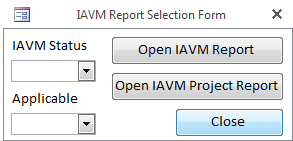 IAVM Report Selection Form
IAVM Status
Open IAVM Report
Open IAVM Project Report
Applicable
Close